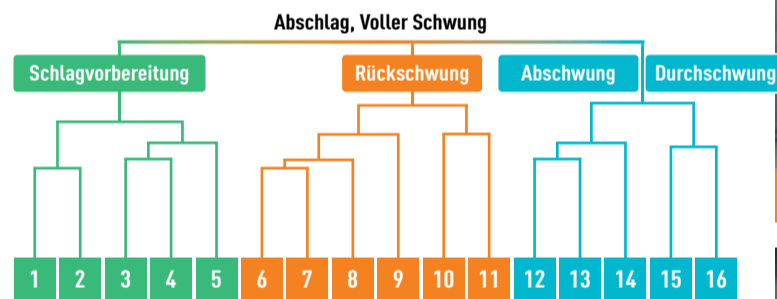 Abschlag, Voller Schwung
Schlagvorbereitung Rückschwung Abschwung Durchschwung
1 2 3 4 5 6 7 8 9 10 11 12 13 14 15 16